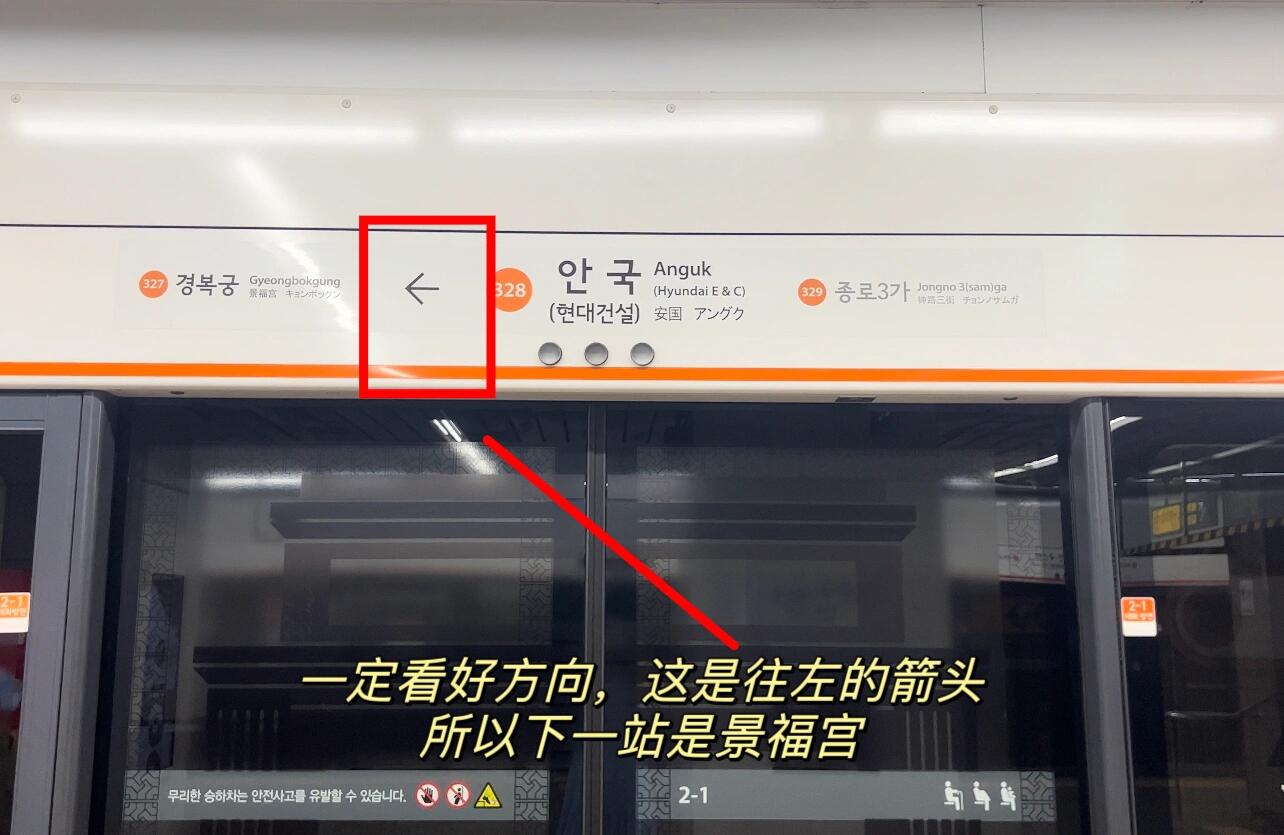 327 경복궁 Gyeongbokgung
景福宮 キョンボックン
←
328 안국 Anguk
(현대건설) (Hyundai E & C)
安国 アングク
329 종로3가 Jongno 3(sam)ga
钟路三街 チョンノサムガ
2-1
2-1
一定看好方向，这是往左的箭头
所以下一站是景福宫
무리한 승하차는 안전사고를 유발할 수 있습니다.
2-1